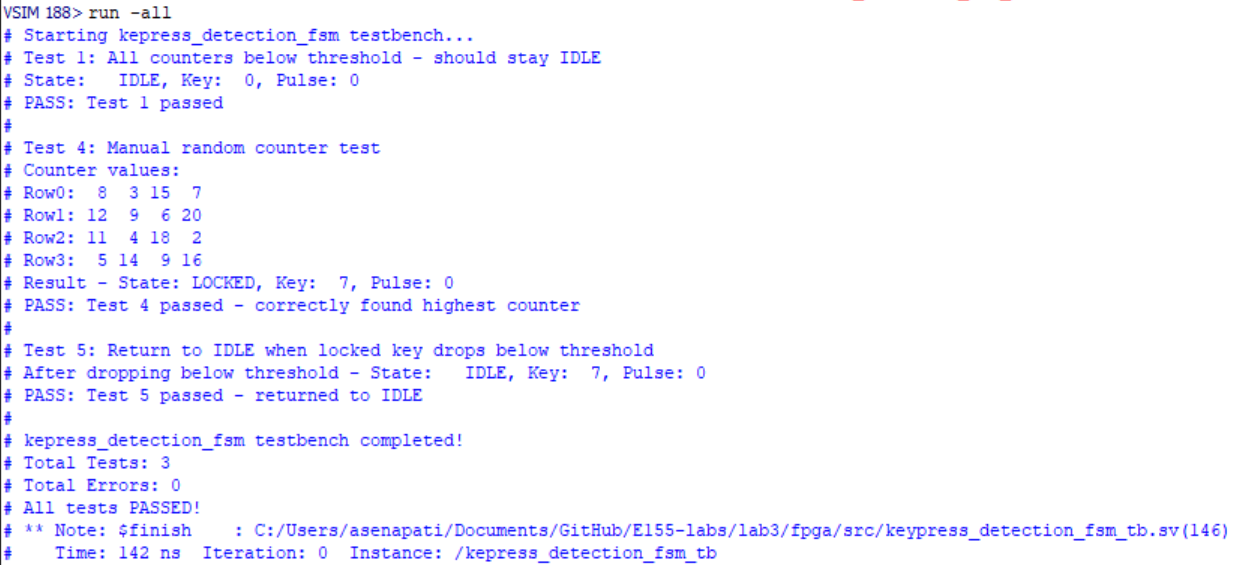 VSIM 188> run -all
# Starting kepress_detection_fsm testbench...
# Test 1: All counters below threshold - should stay IDLE
# State:   IDLE, Key:  0, Pulse: 0
# PASS: Test 1 passed
#
# Test 4: Manual random counter test
# Counter values:
# Row0:  8  3 15  7
# Row1: 12  9  6 20
# Row2: 11  4 18  2
# Row3:  5 14  9 16
# Result - State: LOCKED, Key:  7, Pulse: 0
# PASS: Test 4 passed - correctly found highest counter
#
# Test 5: Return to IDLE when locked key drops below threshold
# After dropping below threshold - State:   IDLE, Key:  7, Pulse: 0
# PASS: Test 5 passed - returned to IDLE
#
# kepress_detection_fsm testbench completed!
# Total Tests: 3
# Total Errors: 0
# All tests PASSED!
# ** Note: $finish    : C:/Users/asenapati/Documents/GitHub/E155-labs/lab3/fpga/src/keypress_detection_fsm_tb.sv(146)
#    Time: 142 ns  Iteration: 0  Instance: /kepress_detection_fsm_tb